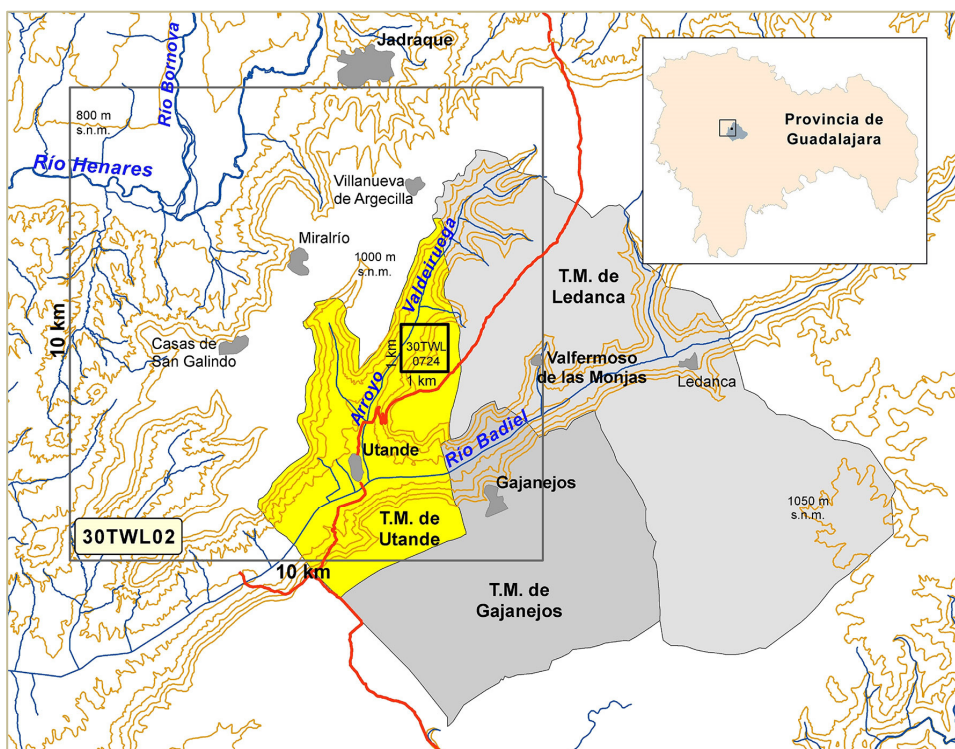 Jadraque
Río Bornova
800 m
s.n.m.
Río Henares
Provincia de
Guadalajara
Villanueva
de Argecilla
Miralrío
1000 m
s.n.m.
Valdeiruega
T.M. de
Ledanca
10 km
Casas de
San Galindo
1 km
30TWL
0724
1 km
Arroyo
Valfermoso
de las Monjas
Ledanca
Río Badiel
Utande
Gajanejos
1050 m
s.n.m.
T.M. de
Utande
30TWL02
10 km
T.M. de
Gajanejos